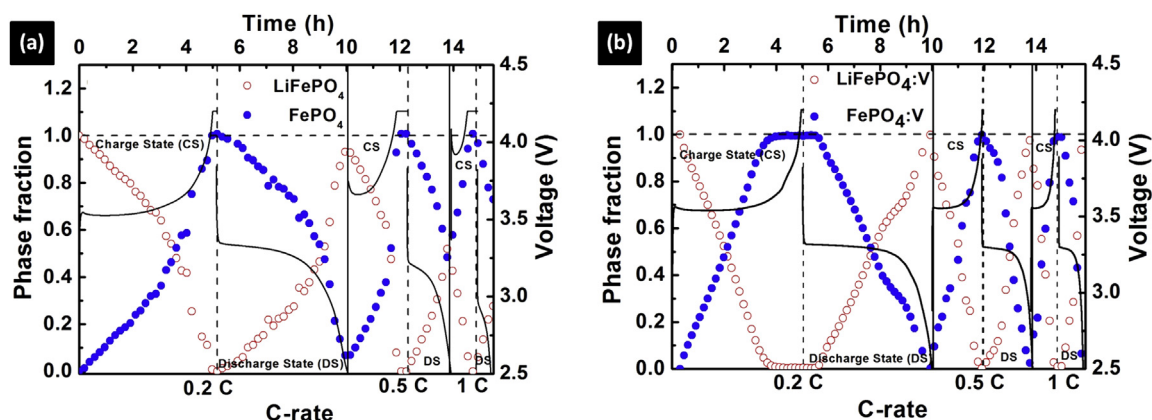 (a)
Time (h)
0 2 4 6 8 10 12 14
1.2
1.0
0.8
0.6
0.4
0.2
0.0
Phase fraction
LiFePO4
FePO4
Charge State (CS)
CS
CS
Discharge State (DS)
DS
DS
4.5
4.0
3.5
3.0
2.5
Voltage (V)
0.2 C 0.5 C 1 C
C-rate
(b)
Time (h)
0 2 4 6 8 10 12 14
1.2
1.0
0.8
0.6
0.4
0.2
0.0
Phase fraction
LiFePO4:V
FePO4:V
Charge State (CS)
CS
CS
Discharge State (DS)
DS
DS
4.5
4.0
3.5
3.0
2.5
Voltage (V)
0.2 C 0.5 C 1 C
C-rate